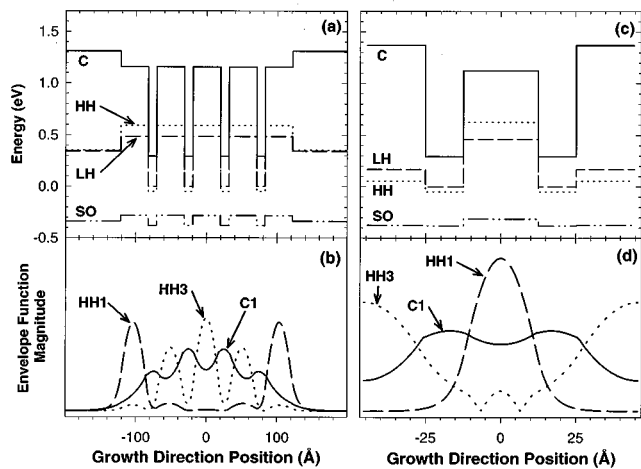 (a)
(c)
1.5
1.0
0.5
0.0
-0.5
Energy (eV)
C
HH
LH
SO
C
LH
HH
SO
(b)
(d)
HH1
HH3
C1
HH3
HH1
C1
Envelope Function
Magnitude
-100 0 100
-25 0 25
Growth Direction Position (Å)
Growth Direction Position (Å)